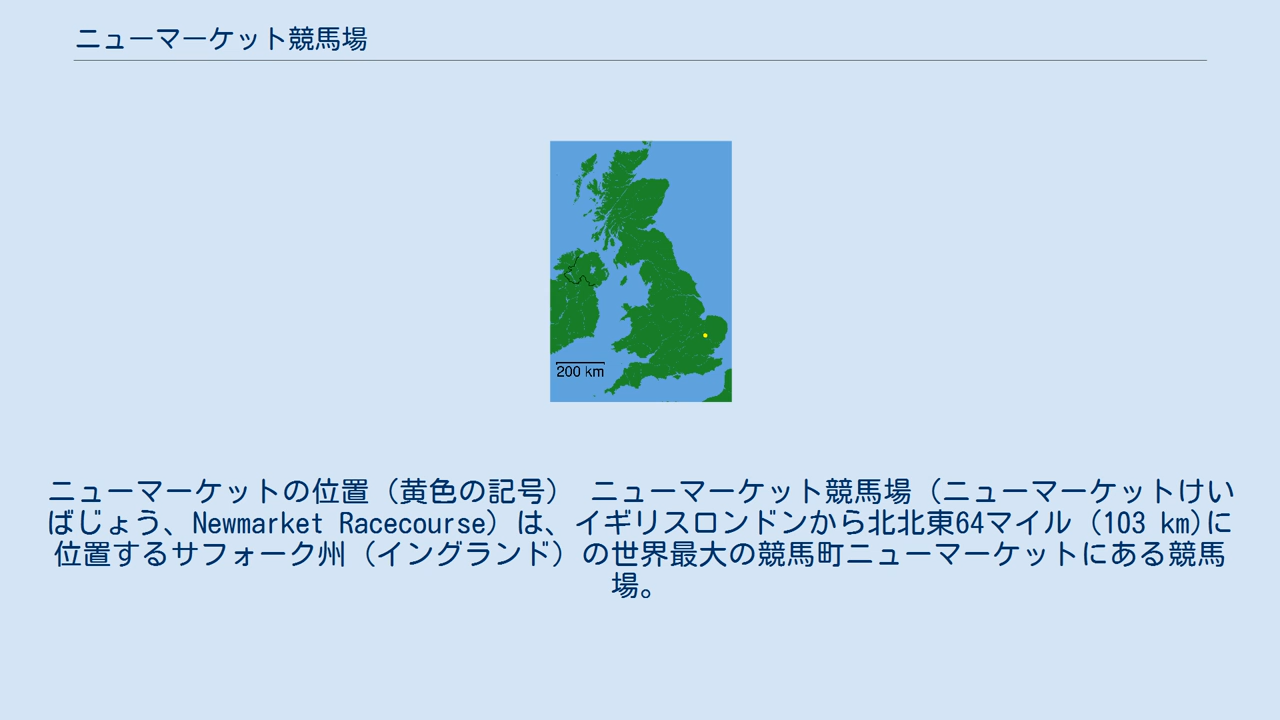 ニューマーケット競馬場
200 km
ニューマーケットの位置（黄色の記号） ニューマーケット競馬場（ニューマーケットけい
ばじょう、Newmarket Racecourse）は、イギリスロンドンから北北東64マイル（103 km)に
位置するサフォーク州（イングランド）の世界最大の競馬町ニューマーケットにある競馬
場。